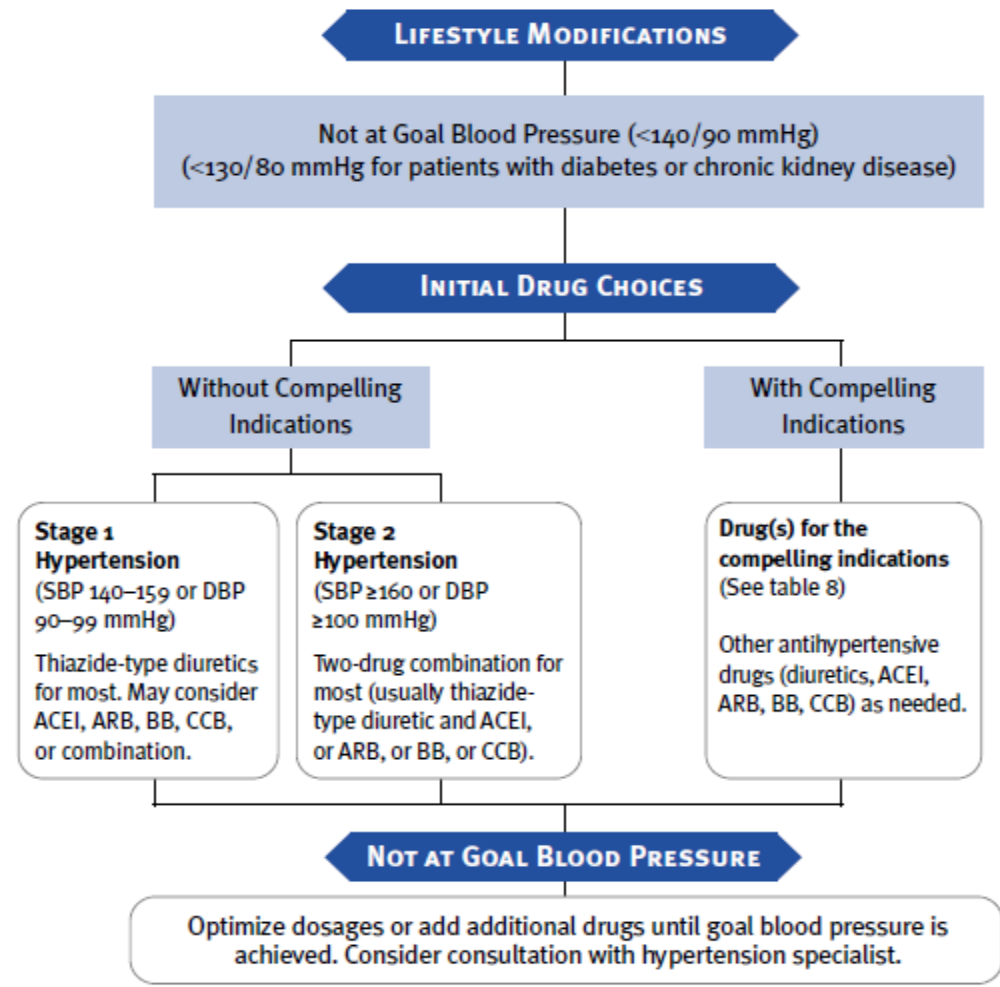 LIFESTYLE MODIFICATIONS
Not at Goal Blood Pressure (<140/90 mmHg)
(<130/80 mmHg for patients with diabetes or chronic kidney disease)
INITIAL DRUG CHOICES
Without Compelling
Indications
With Compelling
Indications
Stage 1
Hypertension
(SBP 140–159 or DBP
90–99 mmHg)
Thiazide-type diuretics
for most. May consider
ACEI, ARB, BB, CCB,
or combination.
Stage 2
Hypertension
(SBP ≥160 or DBP
≥100 mmHg)
Two-drug combination for
most (usually thiazide-
type diuretic and ACEI,
or ARB, or BB, or CCB).
Drug(s) for the
compelling indications
(See table 8)
Other antihypertensive
drugs (diuretics, ACEI,
ARB, BB, CCB) as needed.
NOT AT GOAL BLOOD PRESSURE
Optimize dosages or add additional drugs until goal blood pressure is
achieved. Consider consultation with hypertension specialist.